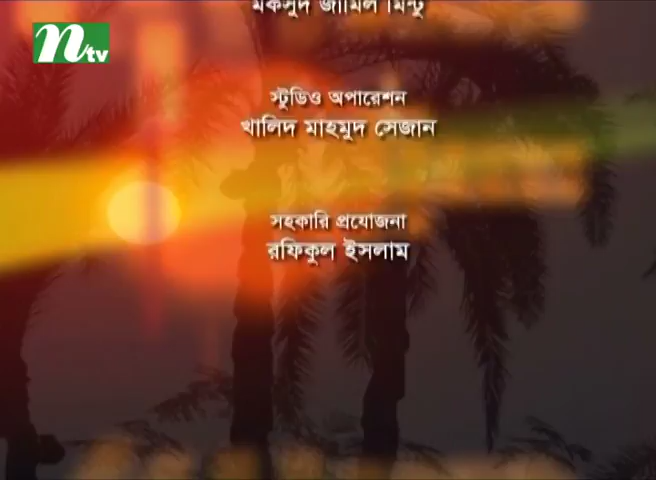 মকসুদ জামিল মিন্টু
ntv
স্টুডিও অপারেশন
খালিদ মাহমুদ সেজান
সহকারি প্রযোজনা
রফিকুল ইসলাম